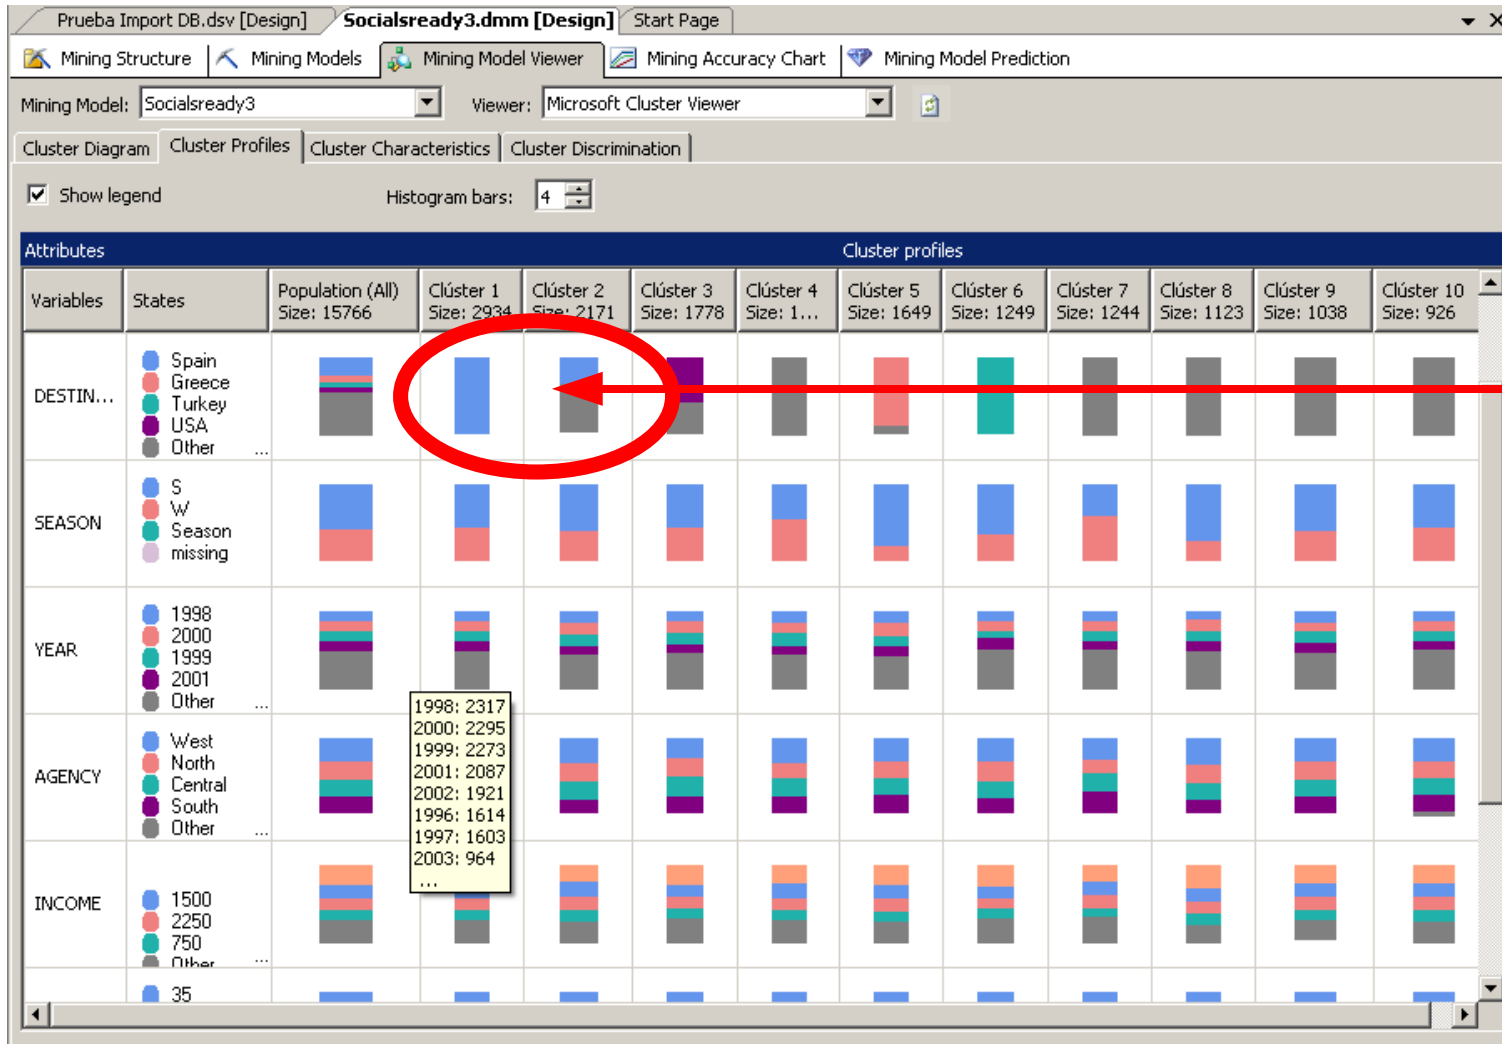 Prueba Import DB.dsv [Design] Socialsready3.dmm [Design] Start Page
Mining Structure Mining Models Mining Model Viewer Mining Accuracy Chart Mining Model Prediction
Mining Model: Socialsready3 Viewer: Microsoft Cluster Viewer
Cluster Diagram Cluster Profiles Cluster Characteristics Cluster Discrimination
Show legend Histogram bars: 4
Attributes Cluster profiles
Variables States Population (All) Clúster 1 Clúster 2 Clúster 3 Clúster 4 Clúster 5 Clúster 6 Clúster 7 Clúster 8 Clúster 9 Clúster 10
Size: 15766 Size: 2934 Size: 2171 Size: 1778 Size: 1... Size: 1649 Size: 1249 Size: 1244 Size: 1123 Size: 1038 Size: 926
DESTIN...
Spain
Greece
Turkey
USA
Other ...
SEASON
S
W
Season
missing
YEAR
1998
2000
1999
2001
Other ...
1998: 2317
2000: 2295
1999: 2273
2001: 2087
2002: 1921
1996: 1614
1997: 1603
2003: 964
...
AGENCY
West
North
Central
South
Other ...
INCOME
1500
2250
750
Other ...
35